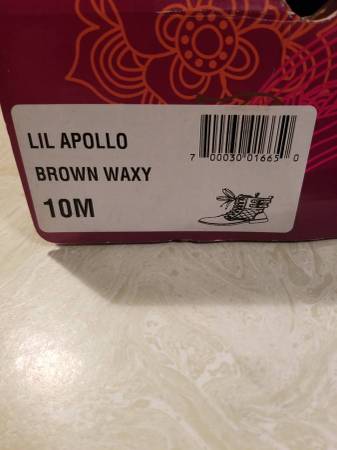 LIL APOLLO
BROWN WAXY
10M
7 00030 01665 0